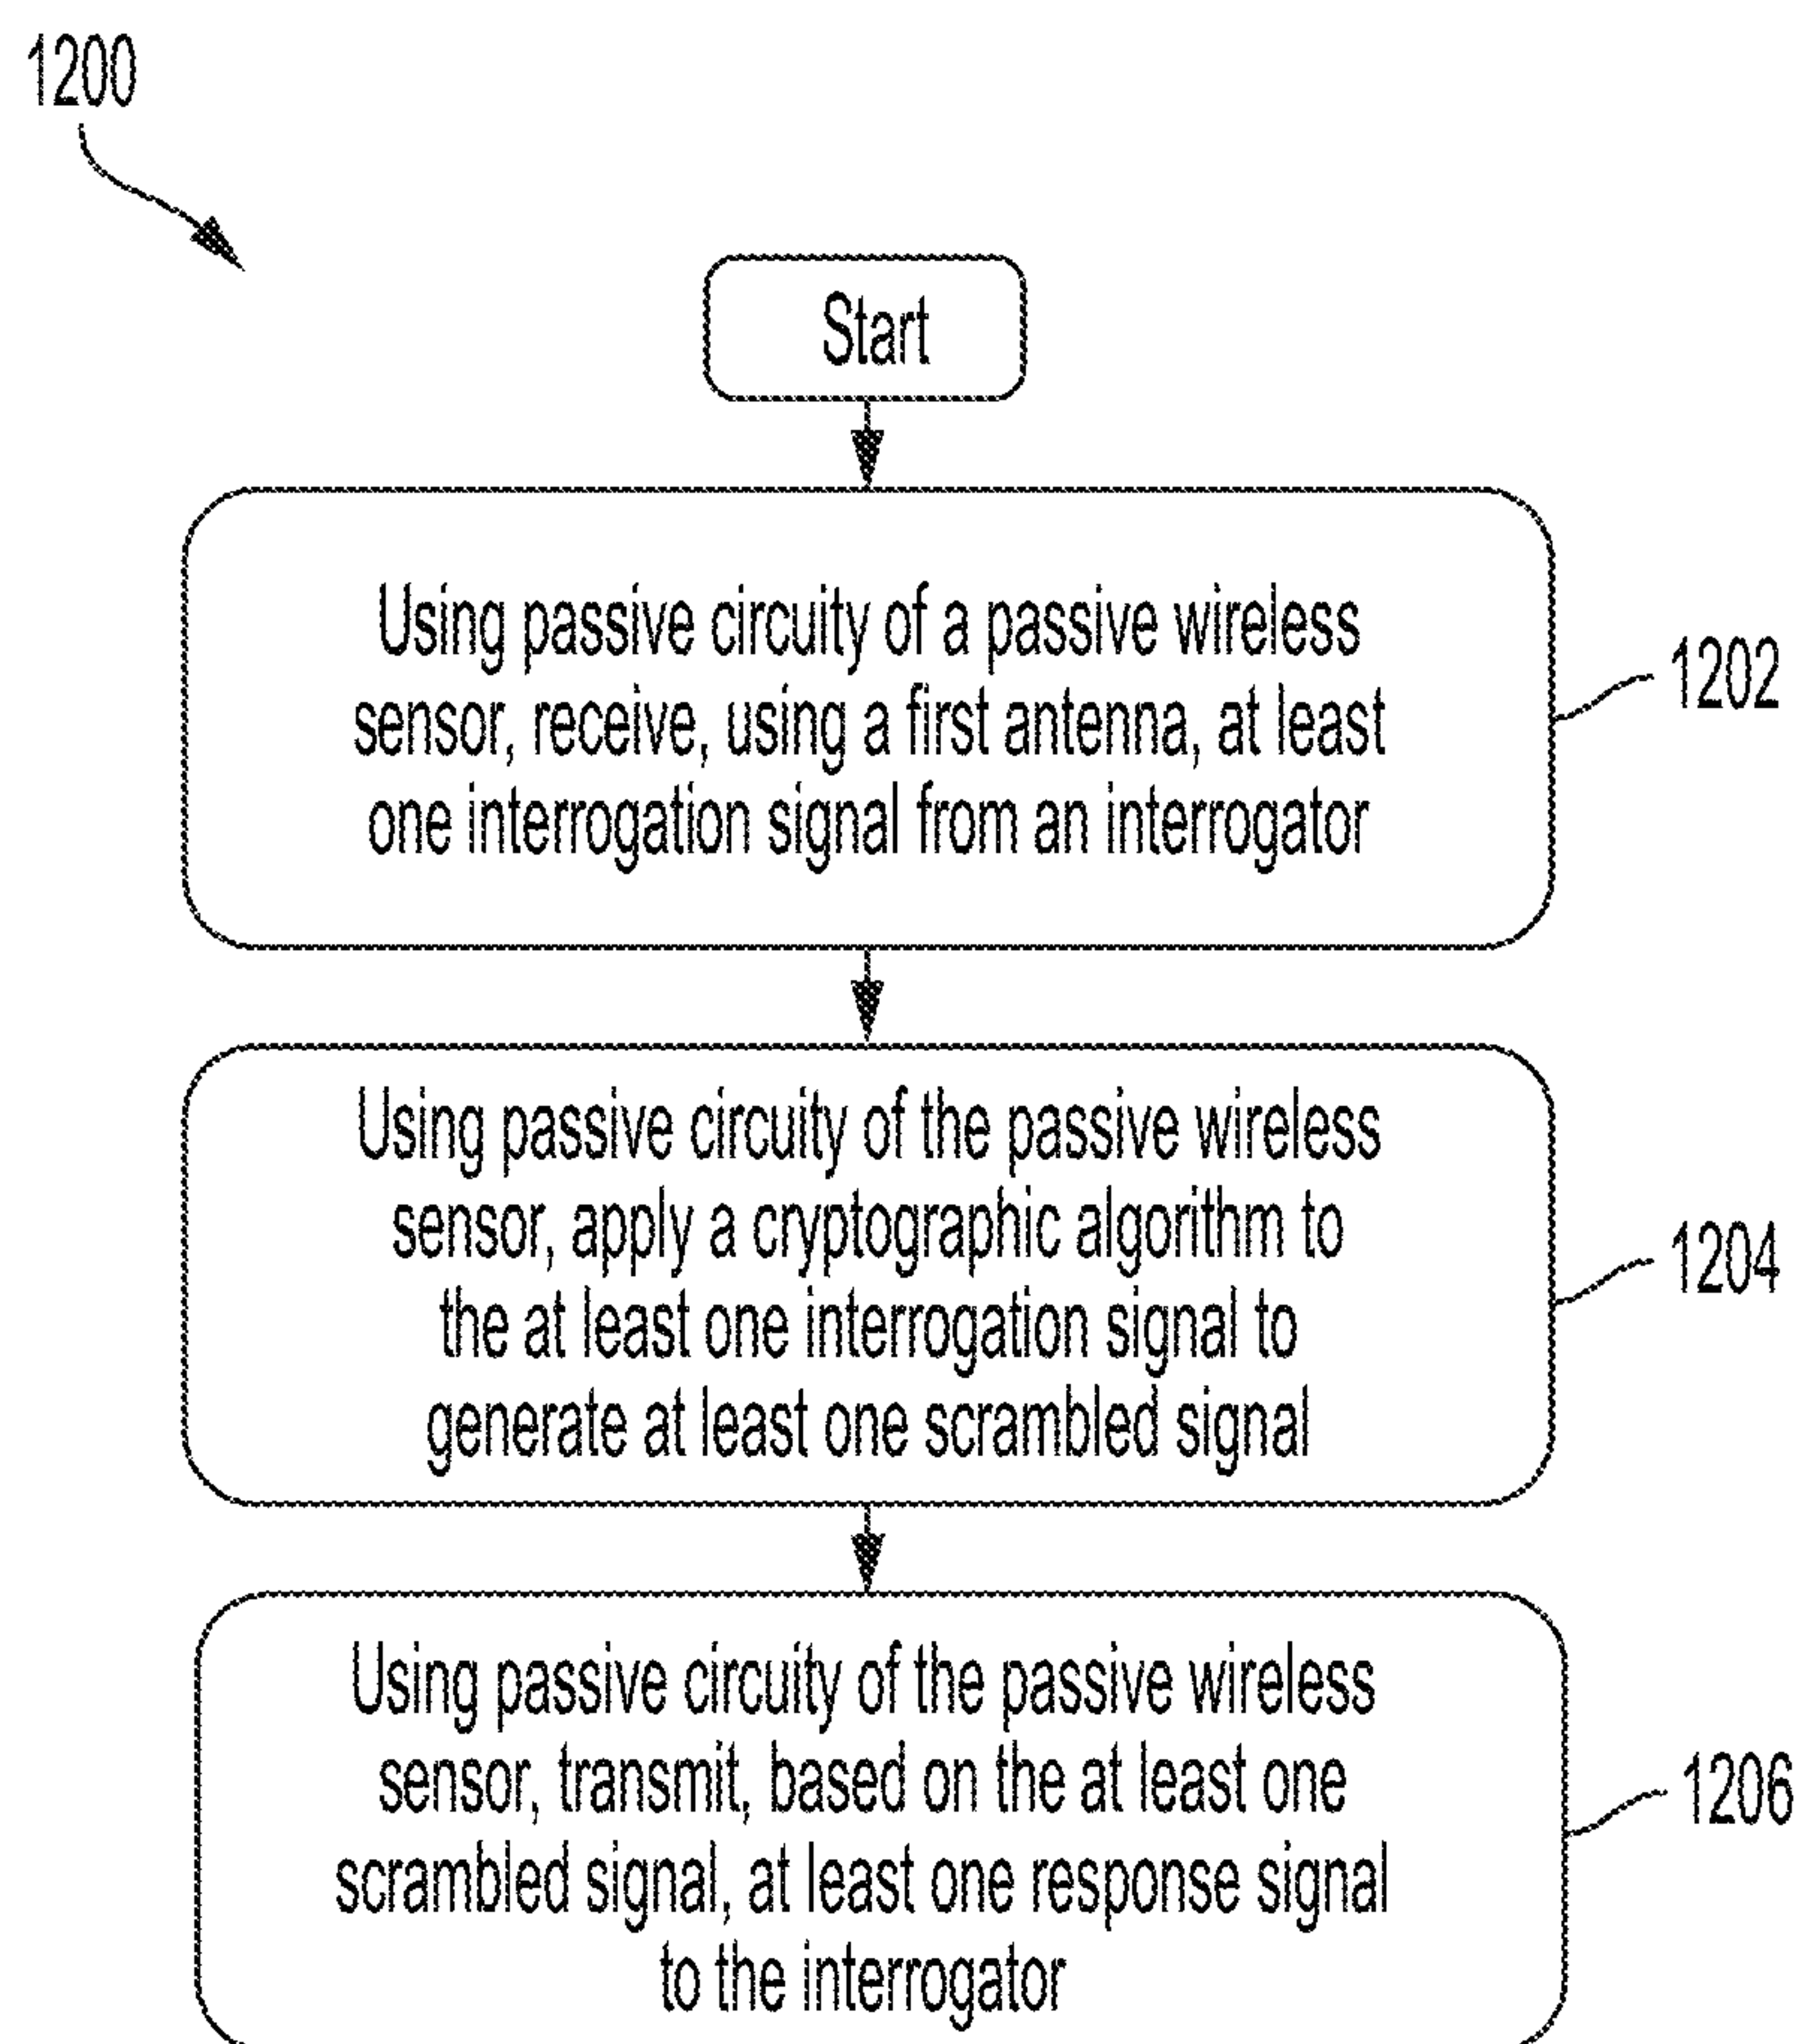 1200
Start
Using passive circuity of a passive wireless
sensor, receive, using a first antenna, at least
one interrogation signal from an interrogator
1202
Using passive circuity of the passive wireless
sensor, apply a cryptographic algorithm to
the at least one interrogation signal to
generate at least one scrambled signal
1204
Using passive circuity of the passive wireless
sensor, transmit, based on the at least one
scrambled signal, at least one response signal
to the interrogator
1206